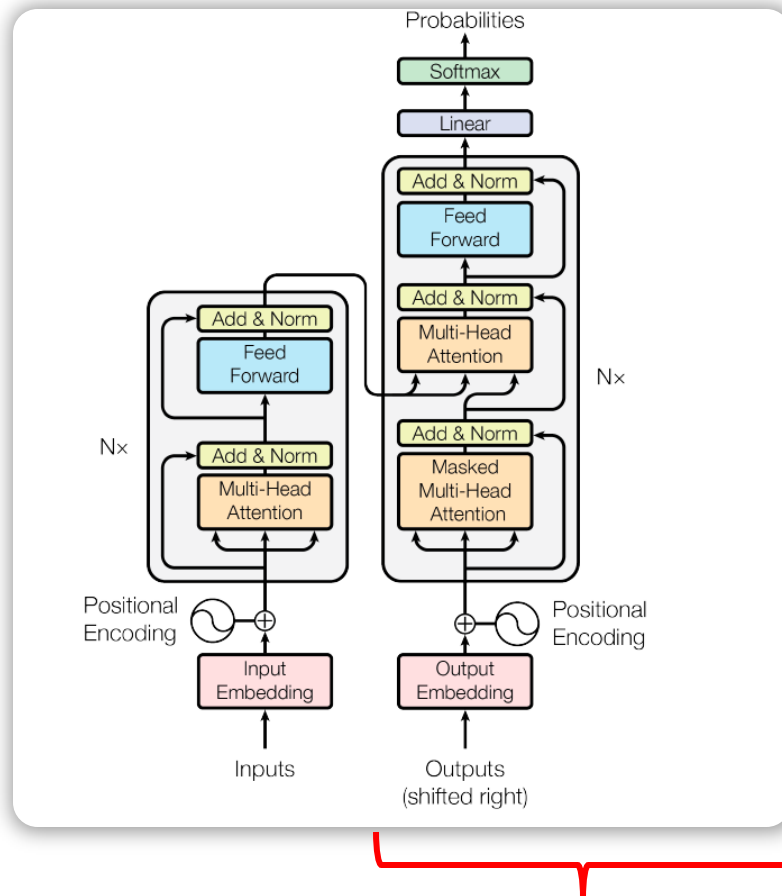 Probabilities
Softmax
Linear
Add & Norm
Feed
Forward
Add & Norm
Multi-Head
Attention
Nx
Add & Norm
Masked
Multi-Head
Attention
Add & Norm
Feed
Forward
Nx
Add & Norm
Multi-Head
Attention
Positional
Encoding
Positional
Encoding
Input
Embedding
Output
Embedding
Inputs
Outputs
(shifted right)